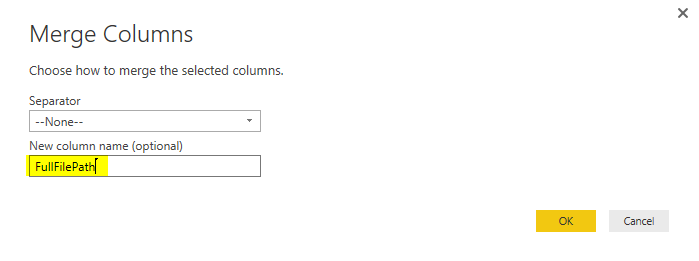 Merge Columns
Choose how to merge the selected columns.
Separator
--None--
New column name (optional)
FullFilePath
OK Cancel